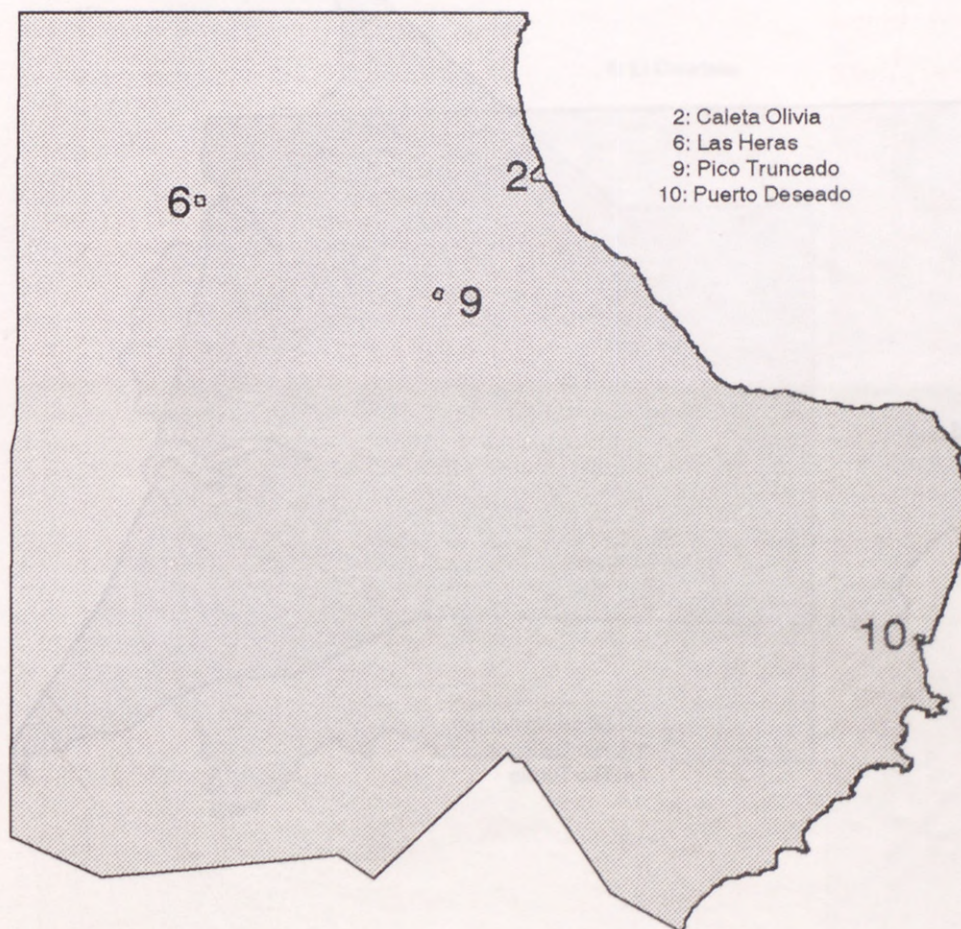 2: Caleta Olivia
6: Las Heras
9: Pico Truncado
10: Puerto Deseado
2
6
9
10